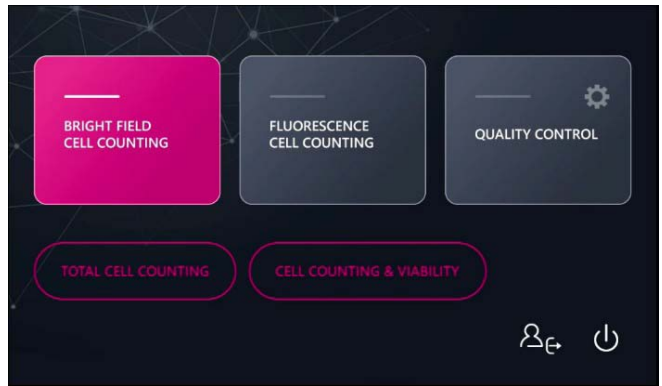 BRIGHT FIELD
CELL COUNTING
FLUORESCENCE
CELL COUNTING
QUALITY CONTROL
TOTAL CELL COUNTING
CELL COUNTING & VIABILITY